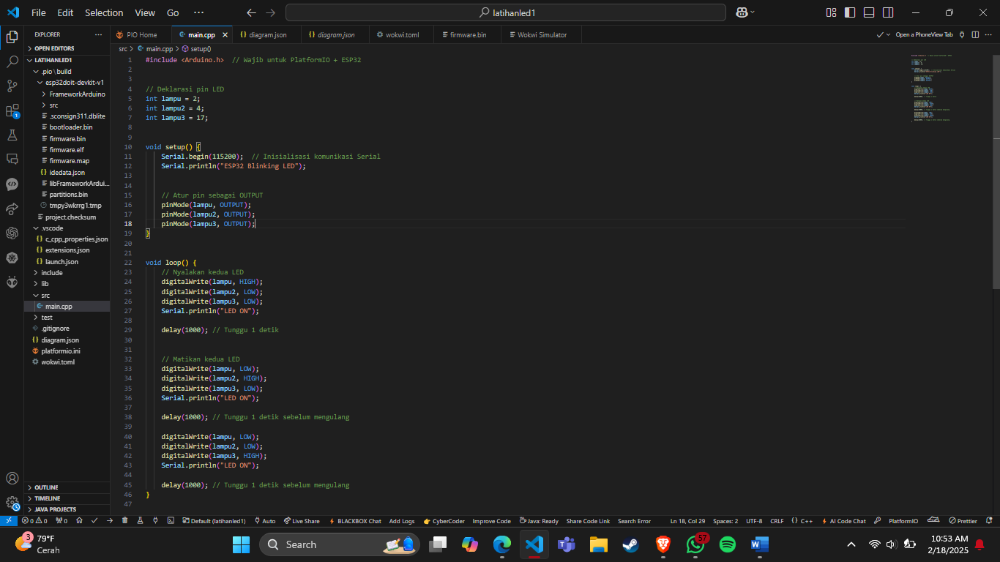 File Edit Selection View Go ··· latihanled1
EXPLORER ···
OPEN EDITORS
LATIHANLED1
.pio \ build
esp32doit-devkit-v1
FrameworkArduino
src
.sconsign311.dblite
bootloader.bin
firmware.bin
firmware.elf
firmware.map
idedata.json
libFrameworkArdui...
partitions.bin
tmpy3wkrrg1.tmp
project.checksum
.vscode
c_cpp_properties.json
extensions.json
launch.json
include
lib
src
main.cpp
test
.gitignore
diagram.json
platformio.ini
wokwi.toml
OUTLINE
TIMELINE
JAVA PROJECTS
PIO Home main.cpp diagram.json diagram.json wokwi.toml firmware.bin Wokwi Simulator Open a PhoneView Tab ···
src > main.cpp > setup()
1 #include <Arduino.h> // Wajib untuk PlatformIO + ESP32
2
3
4 // Deklarasi pin LED
5 int lampu = 2;
6 int lampu2 = 4;
7 int lampu3 = 17;
8
9
10 void setup() {
11 Serial.begin(115200); // Inisialisasi komunikasi Serial
12 Serial.println("ESP32 Blinking LED");
13
14
15 // Atur pin sebagai OUTPUT
16 pinMode(lampu, OUTPUT);
17 pinMode(lampu2, OUTPUT);
18 pinMode(lampu3, OUTPUT);
19 }
20
21
22 void loop() {
23 // Nyalakan kedua LED
24 digitalWrite(lampu, HIGH);
25 digitalWrite(lampu2, LOW);
26 digitalWrite(lampu3, LOW);
27 Serial.println("LED ON");
28
29 delay(1000); // Tunggu 1 detik
30
31
32 // Matikan kedua LED
33 digitalWrite(lampu, LOW);
34 digitalWrite(lampu2, HIGH);
35 digitalWrite(lampu3, LOW);
36 Serial.println("LED ON");
37
38 delay(1000); // Tunggu 1 detik sebelum mengulang
39
40 digitalWrite(lampu, LOW);
41 digitalWrite(lampu2, LOW);
42 digitalWrite(lampu3, HIGH);
43 Serial.println("LED ON");
44
45 delay(1000); // Tunggu 1 detik sebelum mengulang
46 }
47
0 0 0 Default (latihanled1) Auto Live Share BLACKBOX Chat Add Logs CyberCoder Improve Code Java: Ready Share Code Link Search Error Ln 18, Col 29 Spaces: 2 UTF-8 CRLF {} C++ AI Code Chat PlatformIO Prettier
3 79°F
Cerah
Search
57
10:53 AM
2/18/2025